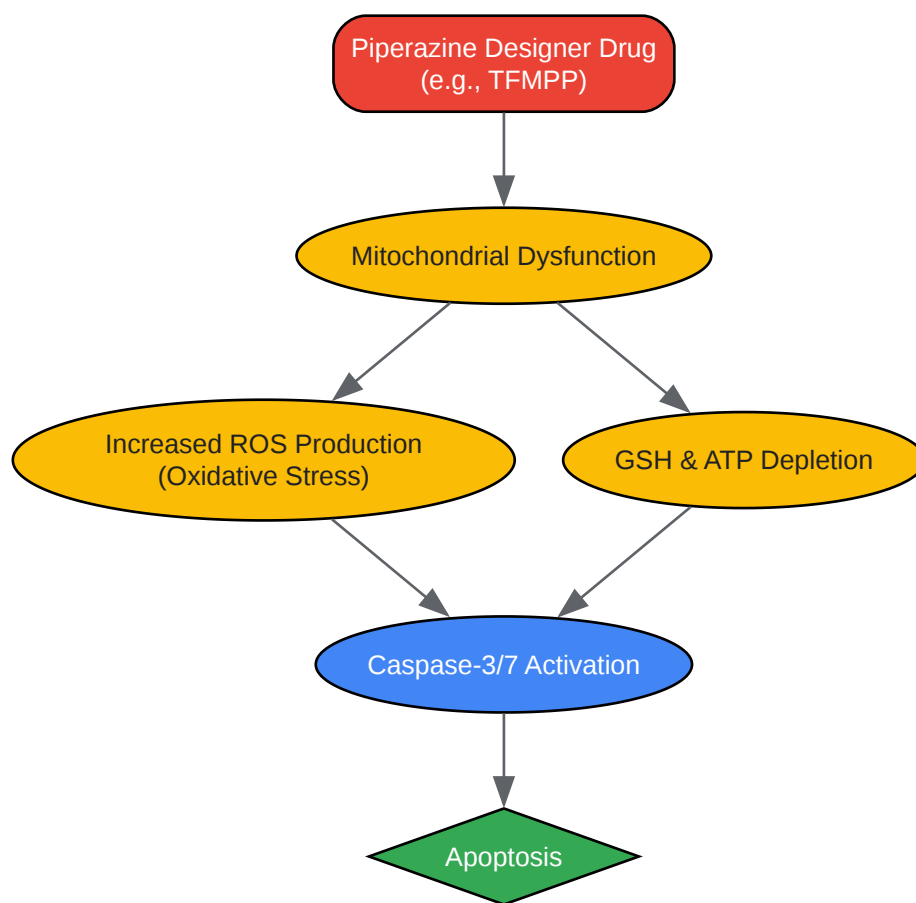 Piperazine Designer Drug
(e.g., TFMPP)
Mitochondrial Dysfunction
Increased ROS Production
(Oxidative Stress)
GSH & ATP Depletion
Caspase-3/7 Activation
Apoptosis